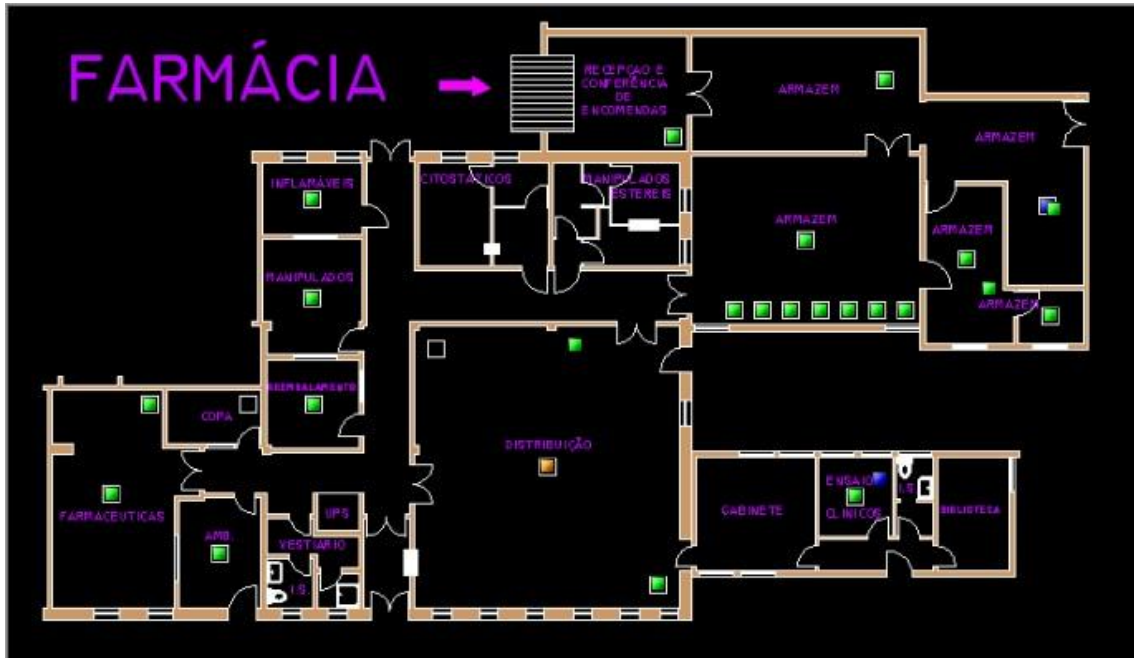 FARMÁCIA
RECEPÇÃO E
CONFERÊNCIA
DE
ENCOMENDAS
ARMAZEM
ARMAZEM
INFLAMÁVEIS
CITOSTÁTICOS
MANIPULADOS
ESTEREIS
ARMAZEM
ARMAZEM
MANIPULADOS
ARMAZEM
REEMBALAMENTO
COPA
DISTRIBUIÇÃO
FARMACEUTICAS
AMB.
UPS
VESTIARIO
I.S.
GABINETE
ENSAIOS
CLINICOS
I.S.
BIBLIOTECA